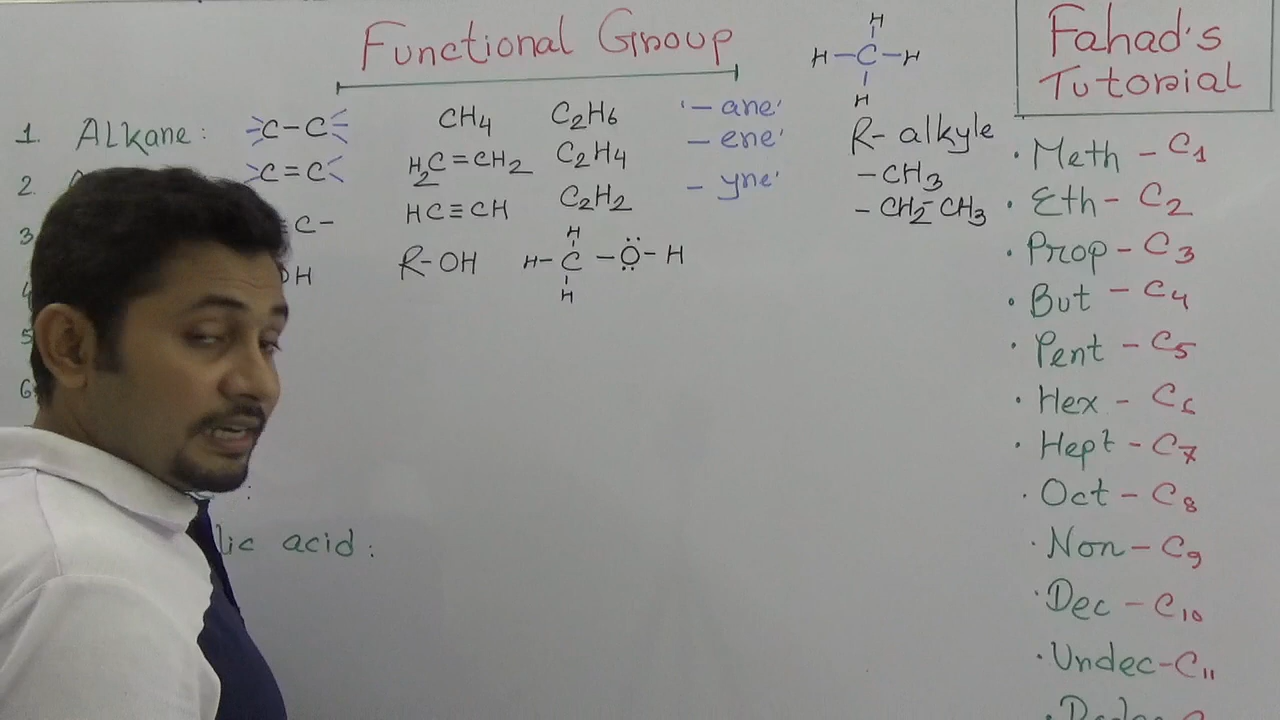 Functional Group
Fahad's
Tutorial
1. Alkane: C-C CH4 C2H6 '-ane'
2. C=C H2C=CH2 C2H4 -ene'
3 ≡C- HC≡CH C2H2 -yne'
OH R-OH
H
H-C-O-H
H
H
H-C-H
H
R-alkyle
-CH3
-CH2-CH3
5
6
lic acid:
· Meth - C1
· Eth - C2
· Prop - C3
· But - C4
· Pent - C5
· Hex - C6
· Hept - C7
· Oct - C8
· Non - C9
· Dec - C10
· Undec - C11